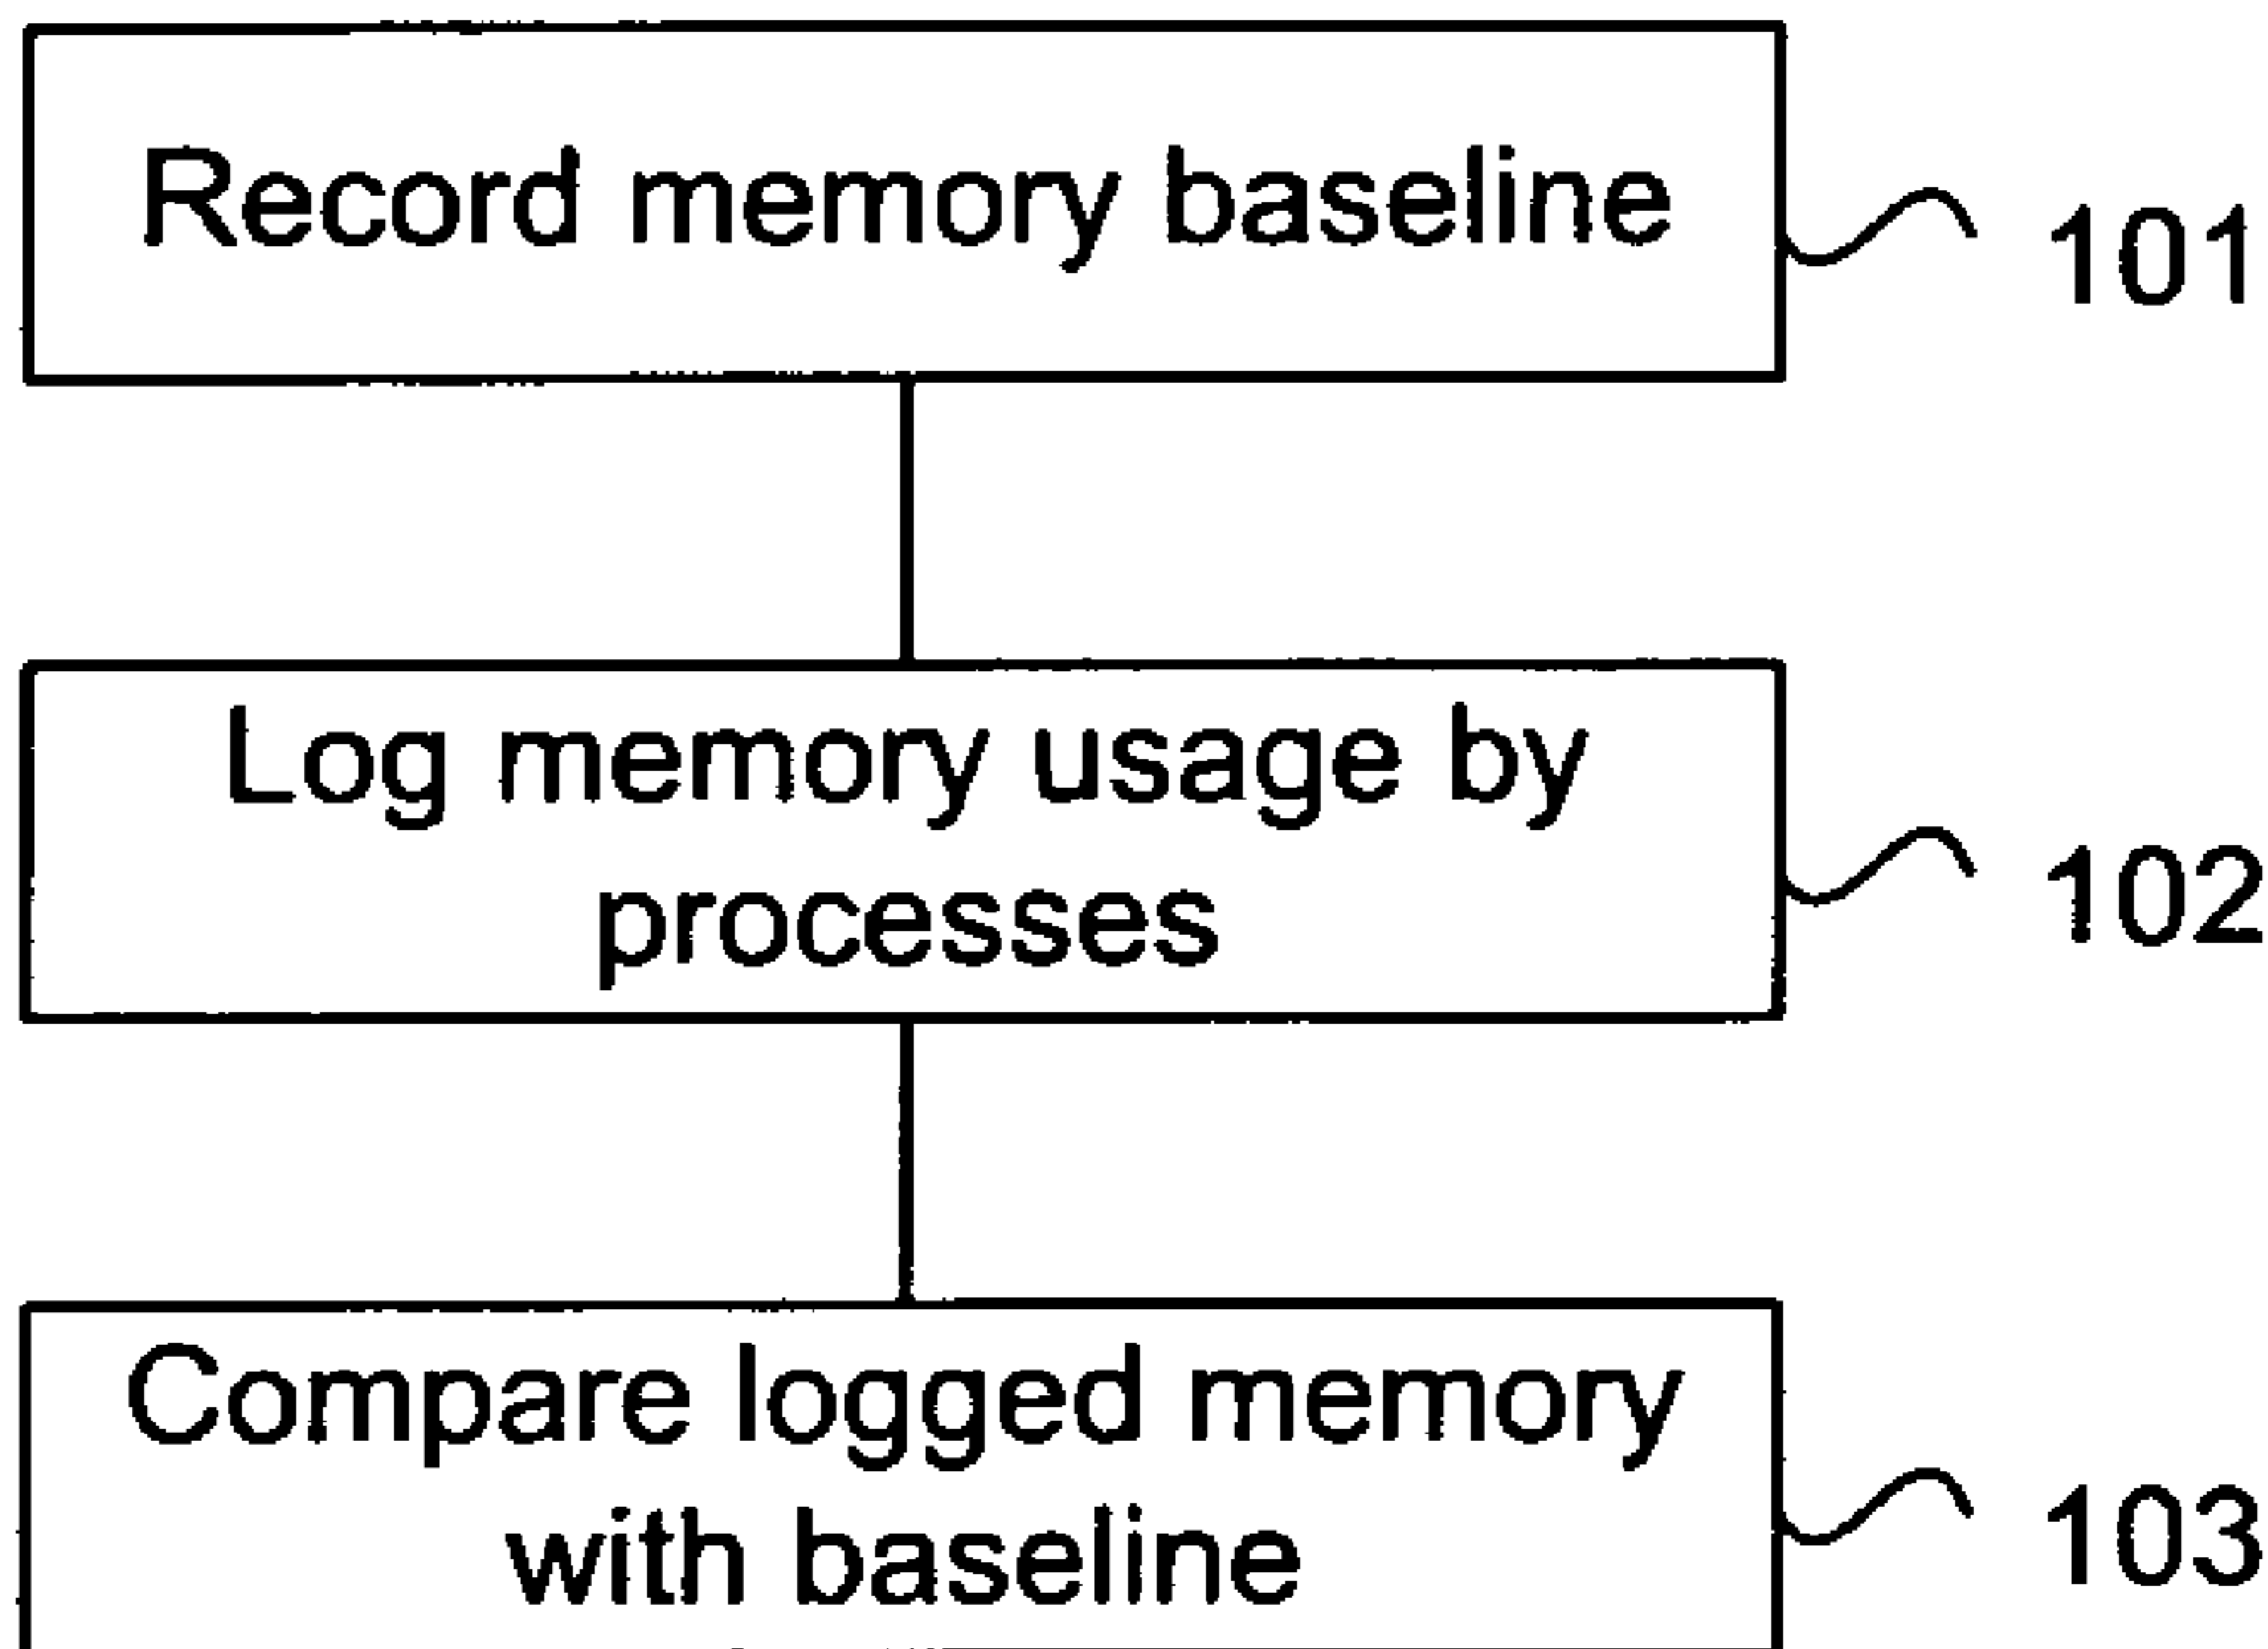 Record memory baseline
101
Log memory usage by
processes
102
Compare logged memory
with baseline
103